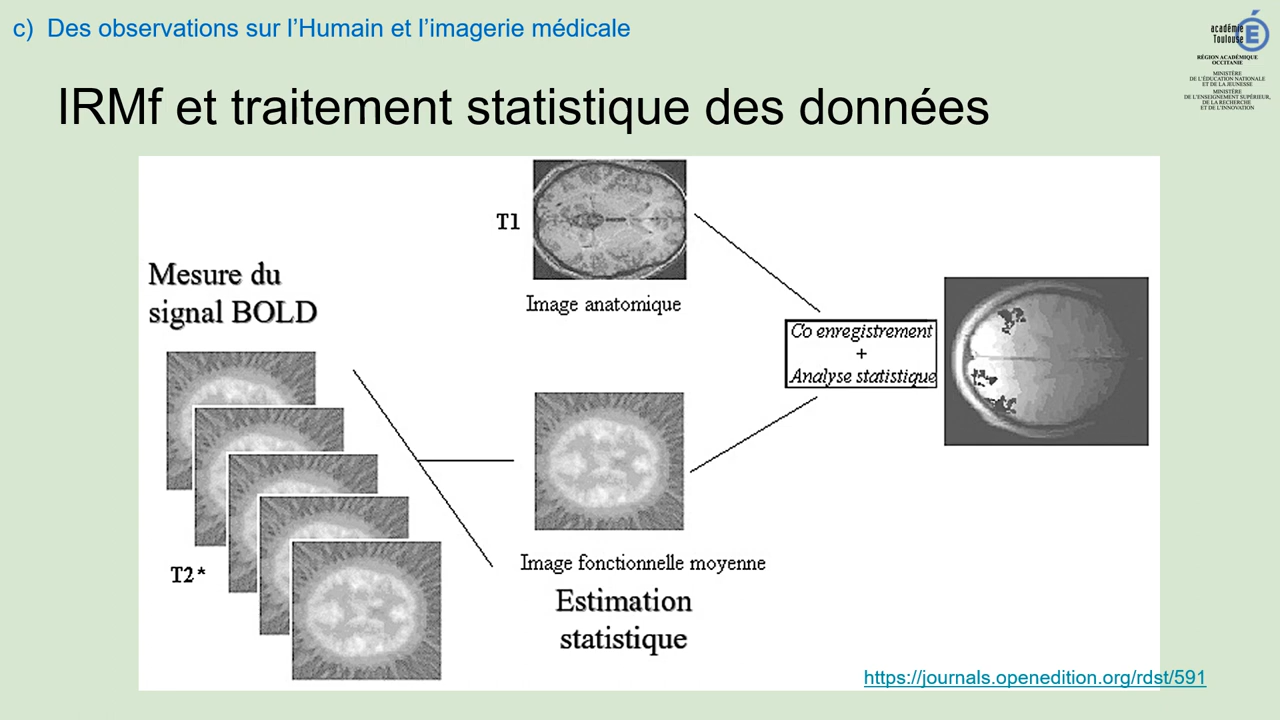 c) Des observations sur l’Humain et l’imagerie médicale
académie
Toulouse
RÉGION ACADÉMIQUE
OCCITANIE
MINISTÈRE
DE L'ÉDUCATION NATIONALE
ET DE LA JEUNESSE
MINISTÈRE
DE L'ENSEIGNEMENT SUPÉRIEUR,
DE LA RECHERCHE
ET DE L'INNOVATION
IRMf et traitement statistique des données
T1
Image anatomique
Mesure du
signal BOLD
Co enregistrement
+
Analyse statistique
T2*
Image fonctionnelle moyenne
Estimation
statistique
https://journals.openedition.org/rdst/591